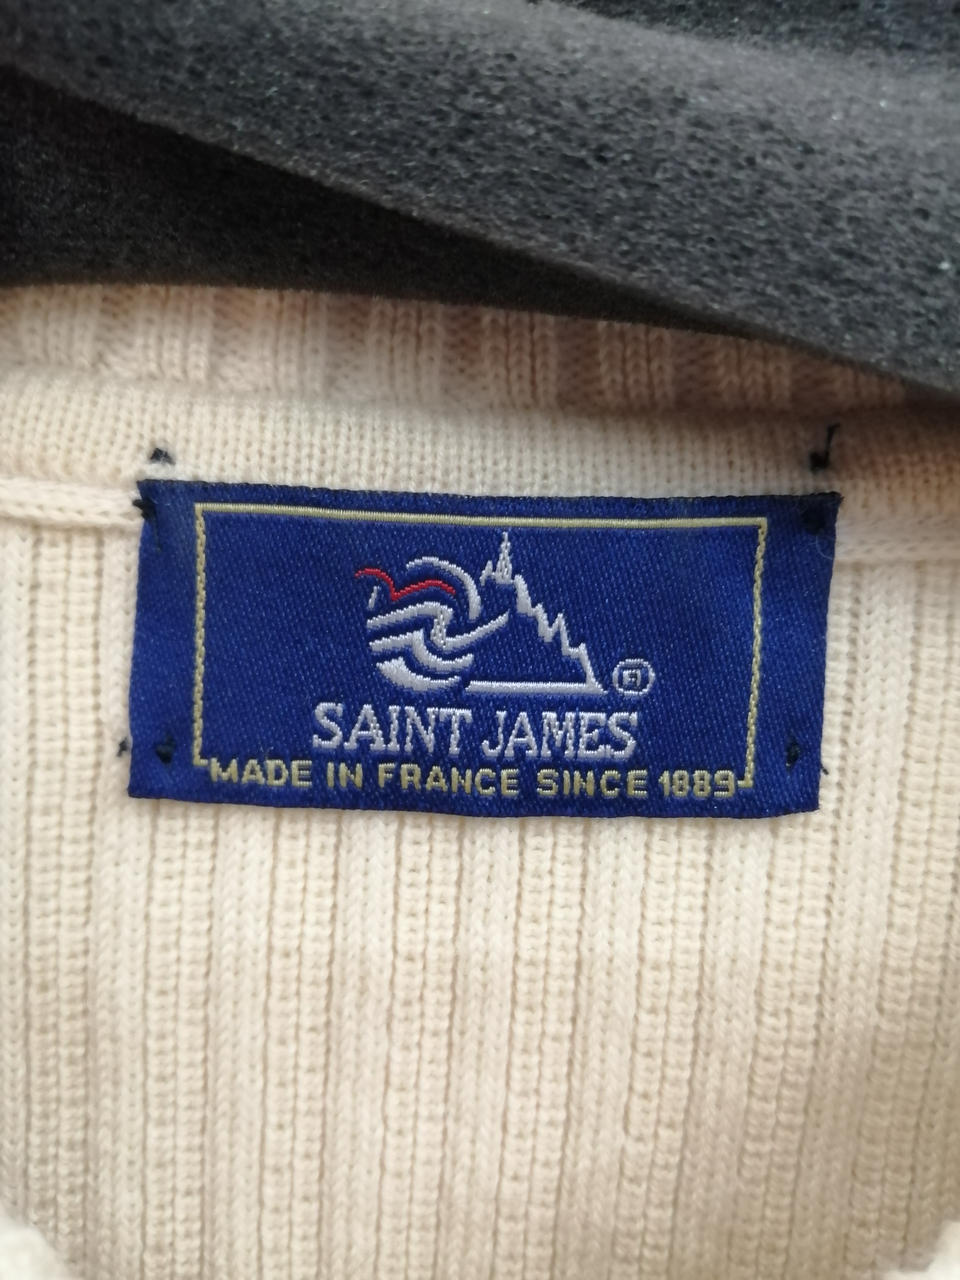 ®
SAINT JAMES
MADE IN FRANCE SINCE 1889